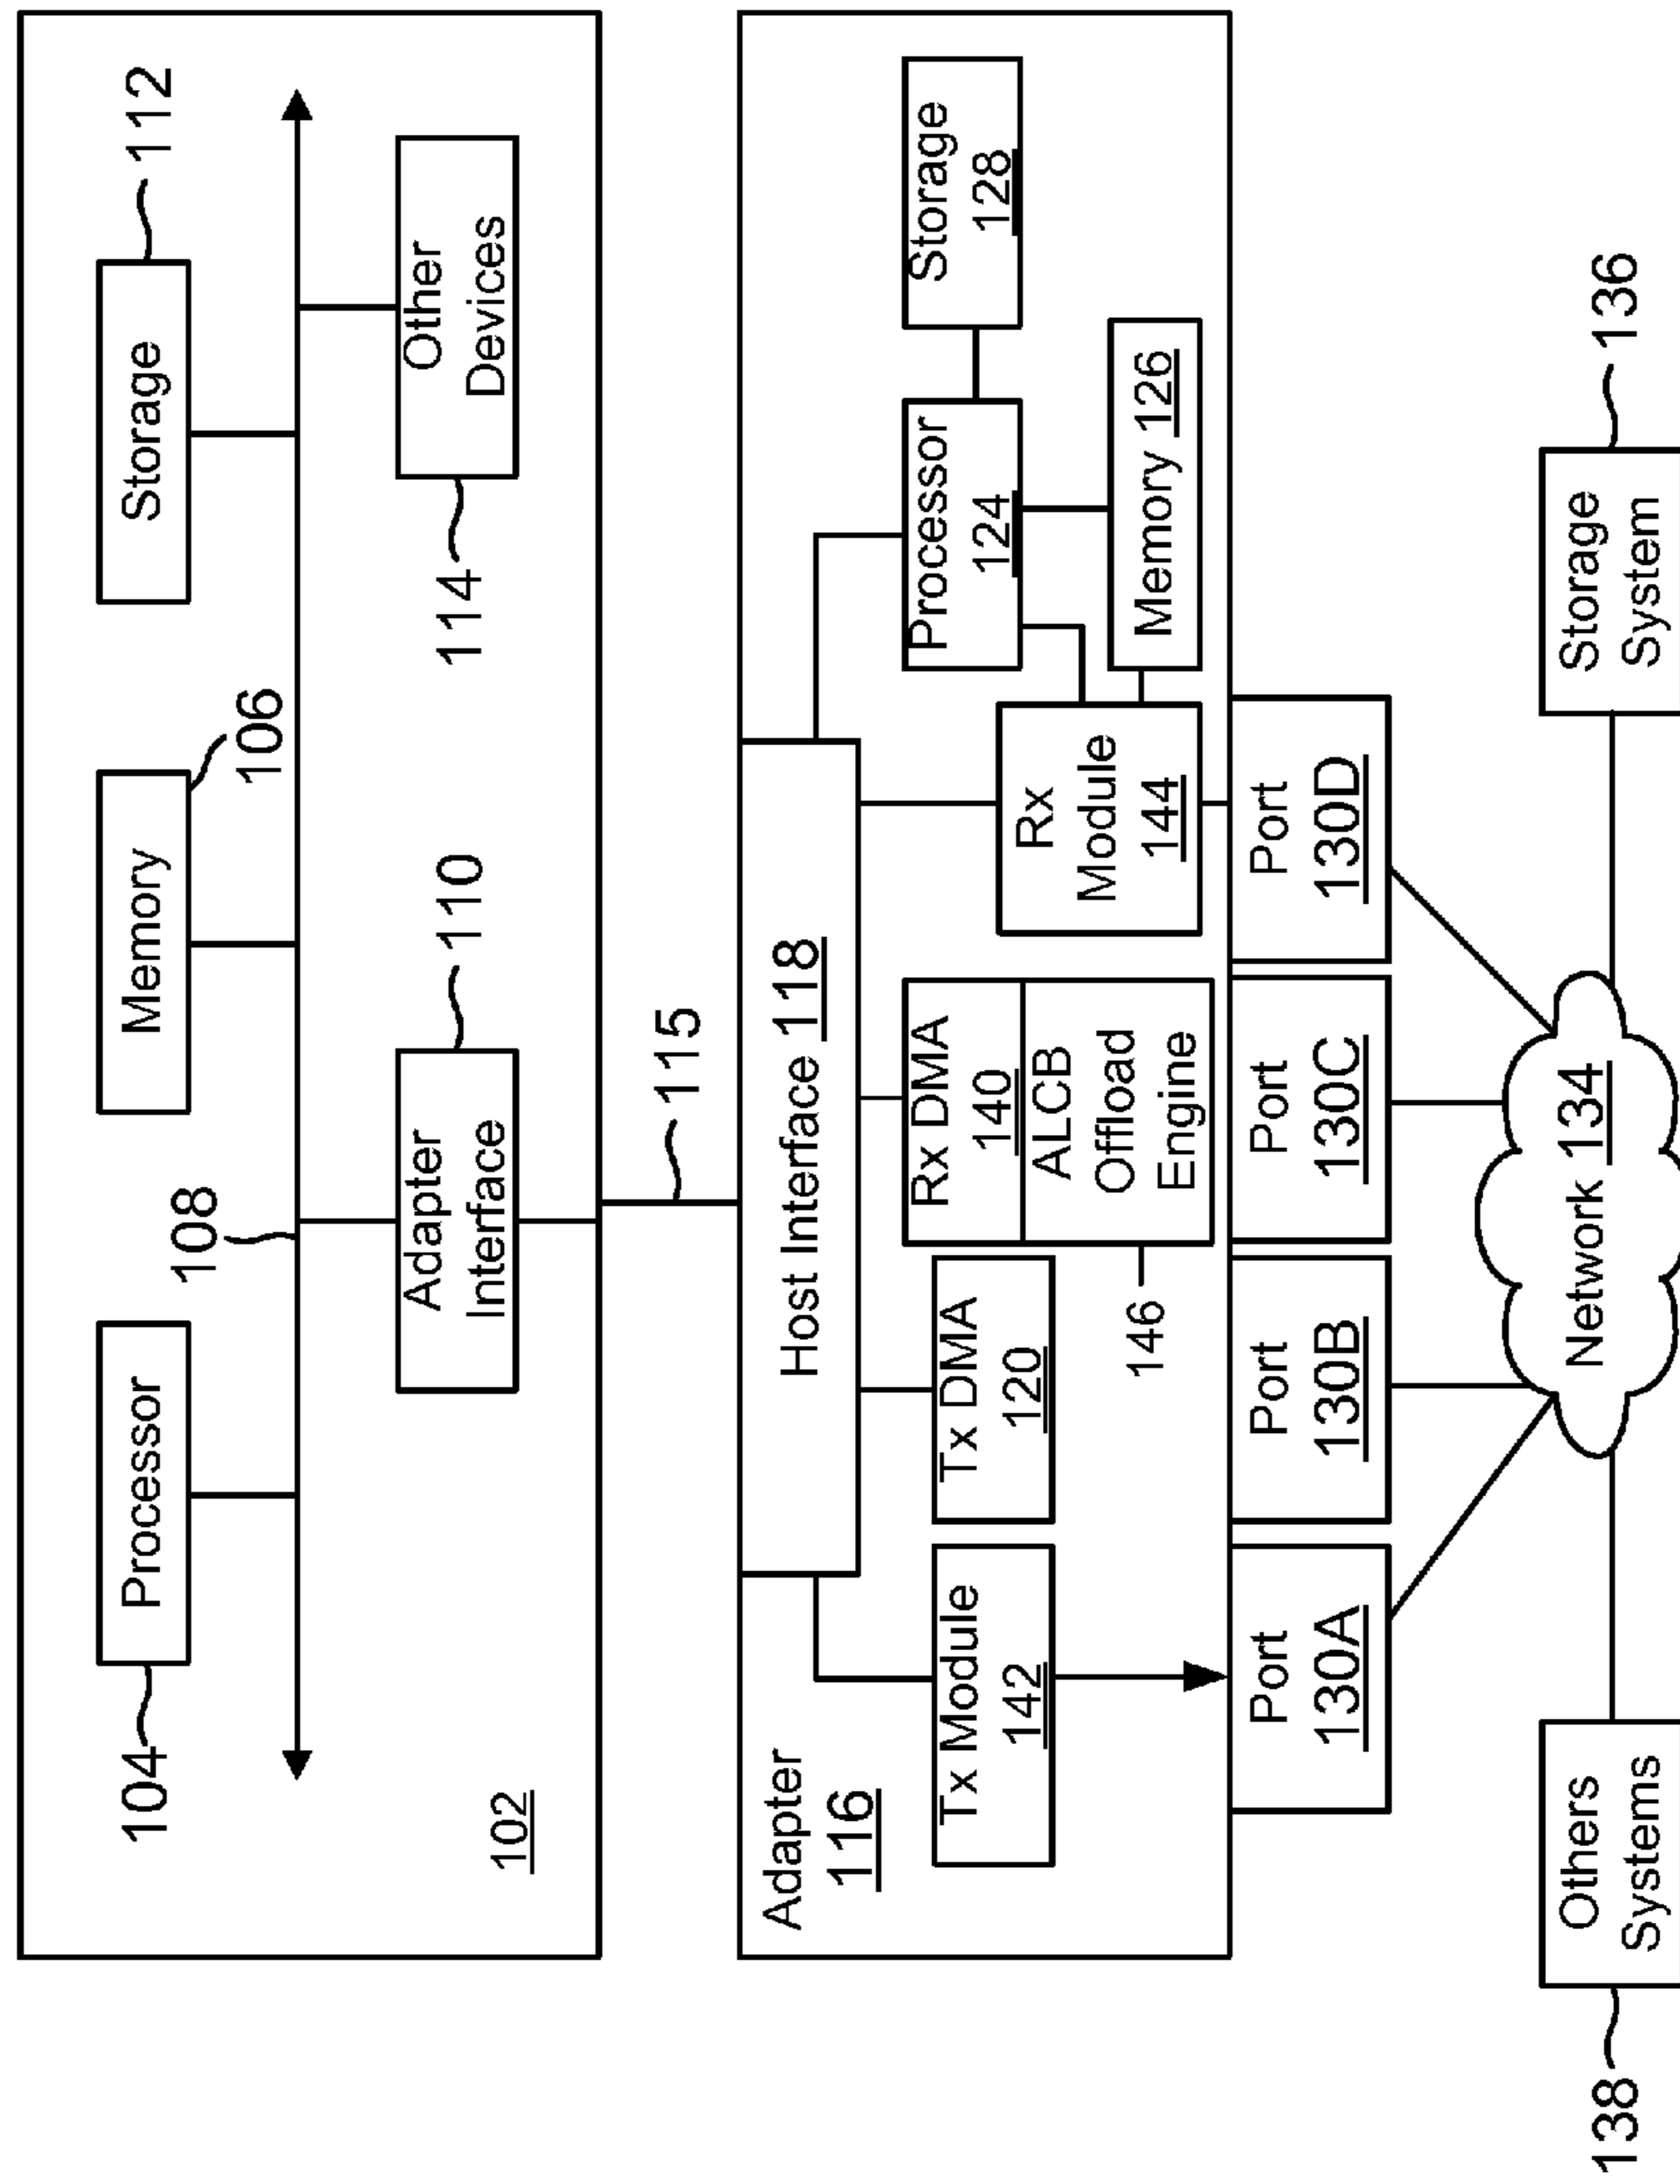 104
Processor
Memory
106
Storage
112
108
Adapter
Interface
110
114
Other
Devices
102
115
Adapter
116
Host Interface 118
Tx Module
142
Tx DMA
120
Rx DMA
140
ALCB
Offload
Engine
146
Rx
Module
144
Processor
124
Storage
128
Memory 126
Port
130A
Port
130B
Port
130C
Port
130D
Network 134
138
Others
Systems
Storage
System
136